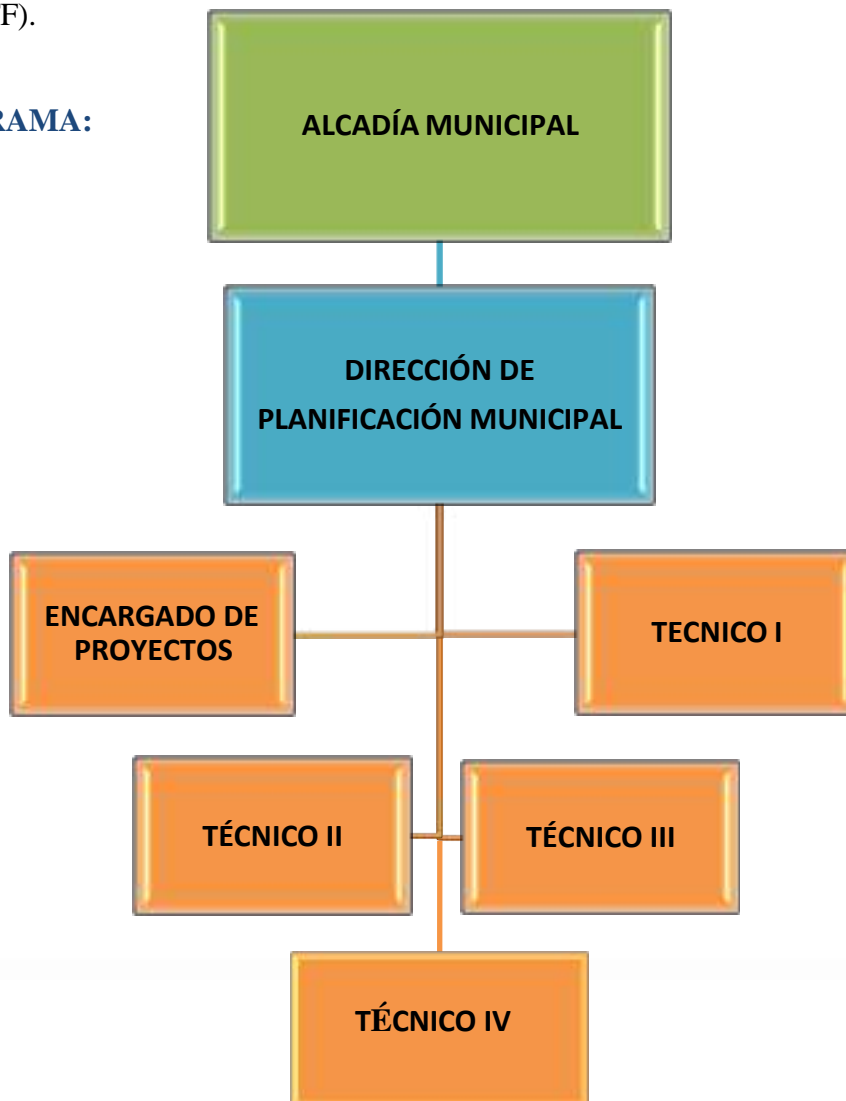 F).
RAMA:
ALCADÍA MUNICIPAL
DIRECCIÓN DE
PLANIFICACIÓN MUNICIPAL
ENCARGADO DE
PROYECTOS
TECNICO I
TÉCNICO II
TÉCNICO III
TÉCNICO IV